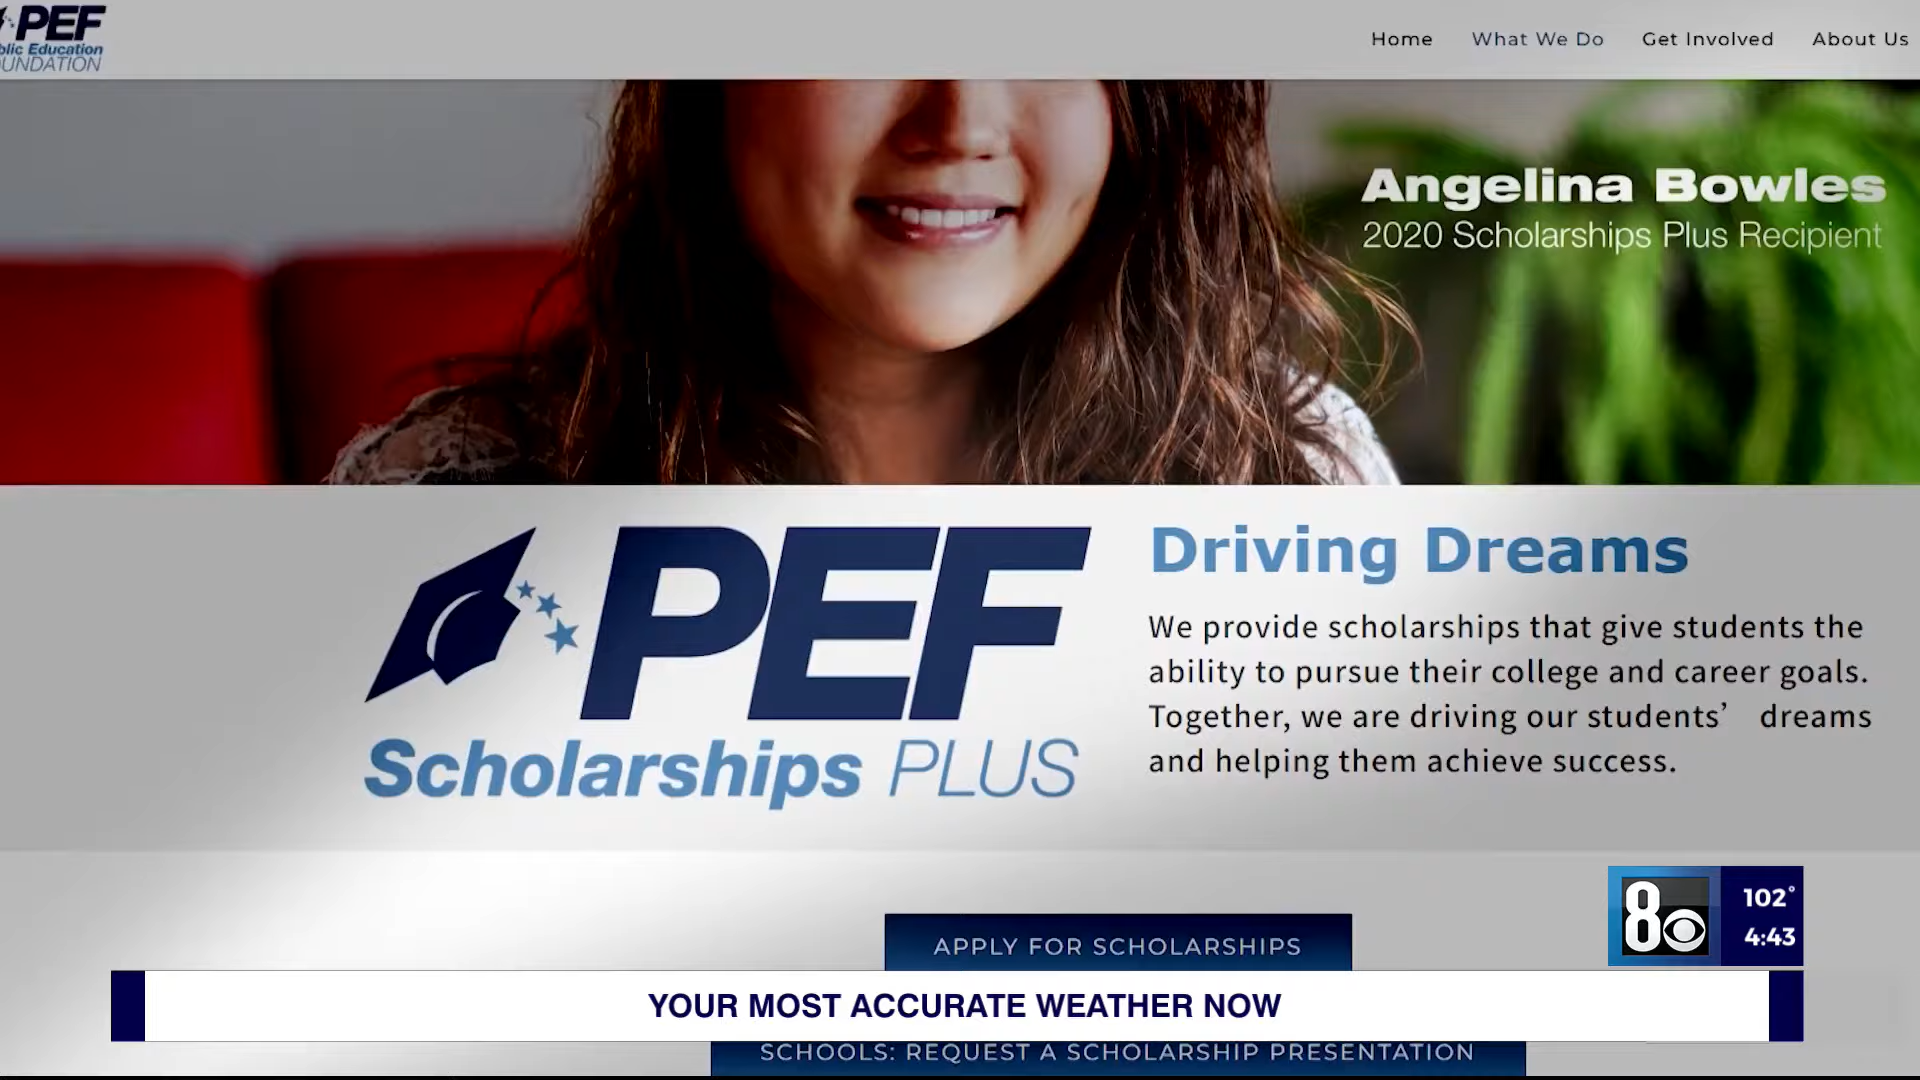 PEF
blic Education
UNDATION
Home
What We Do
Get Involved
About Us
Angelina Bowles
2020 Scholarships Plus Recipient
PEF
Scholarships PLUS
Driving Dreams
We provide scholarships that give students the
ability to pursue their college and career goals.
Together, we are driving our students’ dreams
and helping them achieve success.
8
102°
4:43
APPLY FOR SCHOLARSHIPS
YOUR MOST ACCURATE WEATHER NOW
SCHOOLS: REQUEST A SCHOLARSHIP PRESENTATION